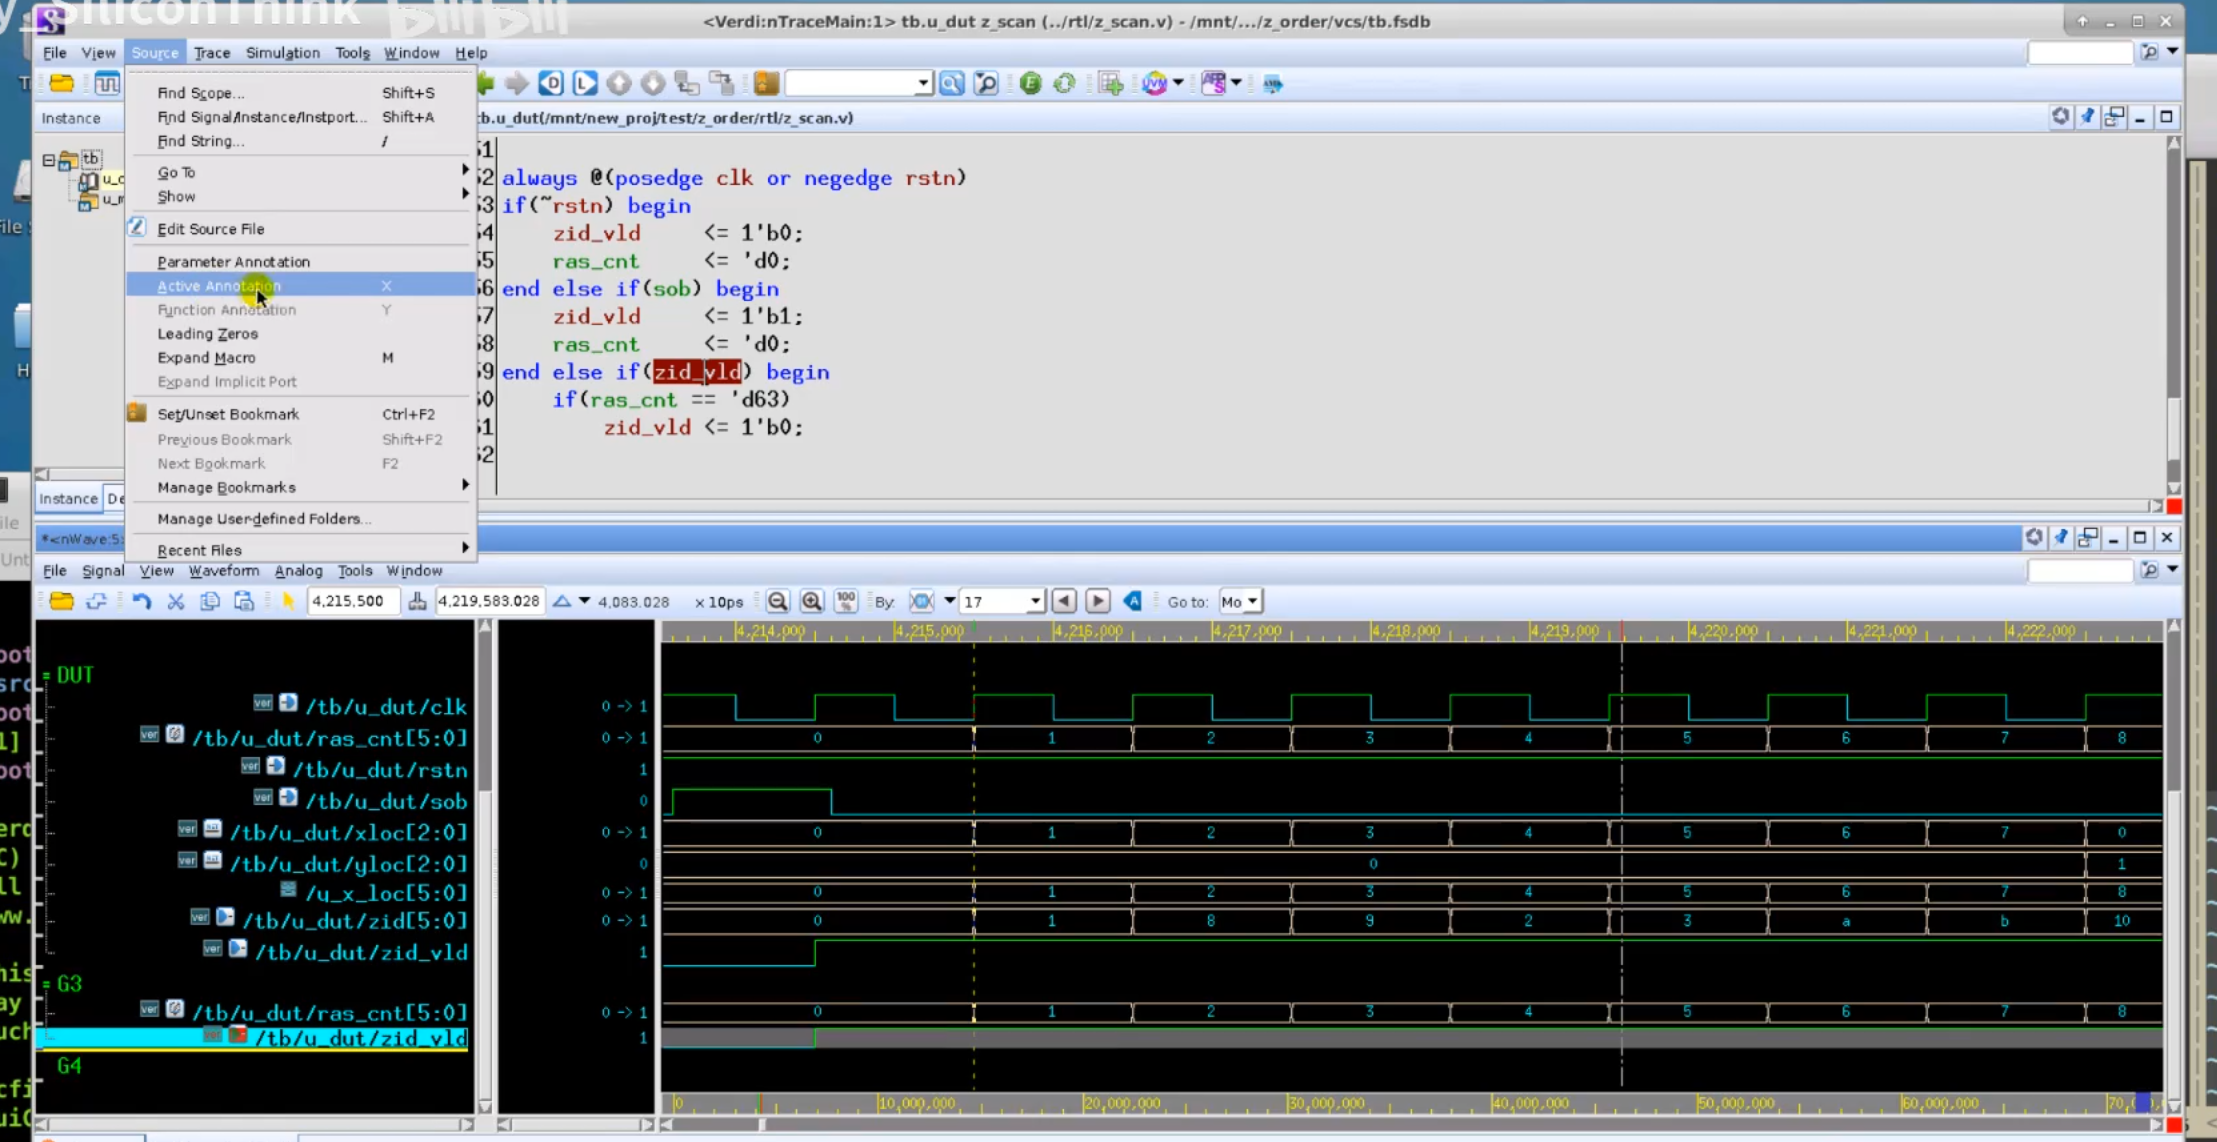 y_SiliconThink bilibili
<Verdi:nTraceMain:1> tb.u_dut z_scan (../rtl/z_scan.v) - /mnt/.../z_order/vcs/tb.fsdb
File View Source Trace Simulation Tools Window Help
Find Scope... Shift+S
Find Signal/Instance/Instport... Shift+A
Find String... /
Go To
Show
Edit Source File
Parameter Annotation
Active Annotation X
Function Annotation Y
Leading Zeros
Expand Macro M
Expand Implicit Port
Set/Unset Bookmark Ctrl+F2
Previous Bookmark Shift+F2
Next Bookmark F2
Manage Bookmarks
Manage User-defined Folders...
Recent Files
Instance
tb
u_c
u_m
Instance De
tb.u_dut(/mnt/new_proj/test/z_order/rtl/z_scan.v)
51
52 always @(posedge clk or negedge rstn)
53 if(~rstn) begin
54 zid_vld <= 1'b0;
55 ras_cnt <= 'd0;
56 end else if(sob) begin
57 zid_vld <= 1'b1;
58 ras_cnt <= 'd0;
59 end else if(zid_vld) begin
60 if(ras_cnt == 'd63)
61 zid_vld <= 1'b0;
62
*<nWave:5:
File Signal View Waveform Analog Tools Window
4,215,500 4,219,583.028 4,083.028 x 10ps 100% By: 17 Go to: Mo
4,214,000 4,215,000 4,216,000 4,217,000 4,218,000 4,219,000 4,220,000 4,221,000 4,222,000
= DUT
/tb/u_dut/clk 0 -> 1
/tb/u_dut/ras_cnt[5:0] 0 -> 1 0 1 2 3 4 5 6 7 8
/tb/u_dut/rstn 1
/tb/u_dut/sob 0
/tb/u_dut/xloc[2:0] 0 -> 1 0 1 2 3 4 5 6 7 0
/tb/u_dut/yloc[2:0] 0 0 1
/u_x_loc[5:0] 0 -> 1 0 1 2 3 4 5 6 7 8
/tb/u_dut/zid[5:0] 0 -> 1 0 1 8 9 2 3 a b 10
/tb/u_dut/zid_vld 1
= G3
/tb/u_dut/ras_cnt[5:0] 0 -> 1 0 1 2 3 4 5 6 7 8
/tb/u_dut/zid_vld 1
G4
0 10,000,000 20,000,000 30,000,000 40,000,000 50,000,000 60,000,000 70,